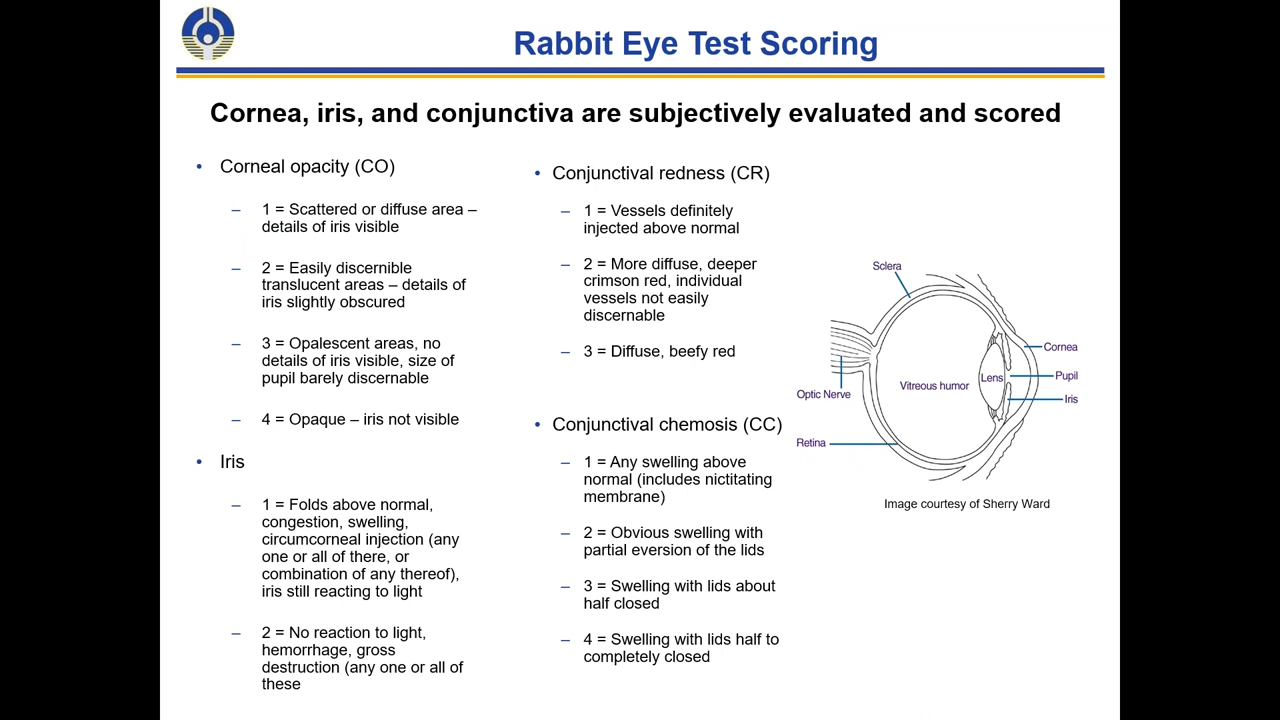 Rabbit Eye Test Scoring
Cornea, iris, and conjunctiva are subjectively evaluated and scored
• Corneal opacity (CO)
– 1 = Scattered or diffuse area –
details of iris visible
– 2 = Easily discernible
translucent areas – details of
iris slightly obscured
– 3 = Opalescent areas, no
details of iris visible, size of
pupil barely discernable
– 4 = Opaque – iris not visible
• Iris
– 1 = Folds above normal,
congestion, swelling,
circumcorneal injection (any
one or all of there, or
combination of any thereof),
iris still reacting to light
– 2 = No reaction to light,
hemorrhage, gross
destruction (any one or all of
these
• Conjunctival redness (CR)
– 1 = Vessels definitely
injected above normal
– 2 = More diffuse, deeper
crimson red, individual
vessels not easily
discernable
– 3 = Diffuse, beefy red
• Conjunctival chemosis (CC)
– 1 = Any swelling above
normal (includes nictitating
membrane)
– 2 = Obvious swelling with
partial eversion of the lids
– 3 = Swelling with lids about
half closed
– 4 = Swelling with lids half to
completely closed
Sclera
Cornea
Pupil
Lens
Vitreous humor
Iris
Optic Nerve
Retina
Image courtesy of Sherry Ward